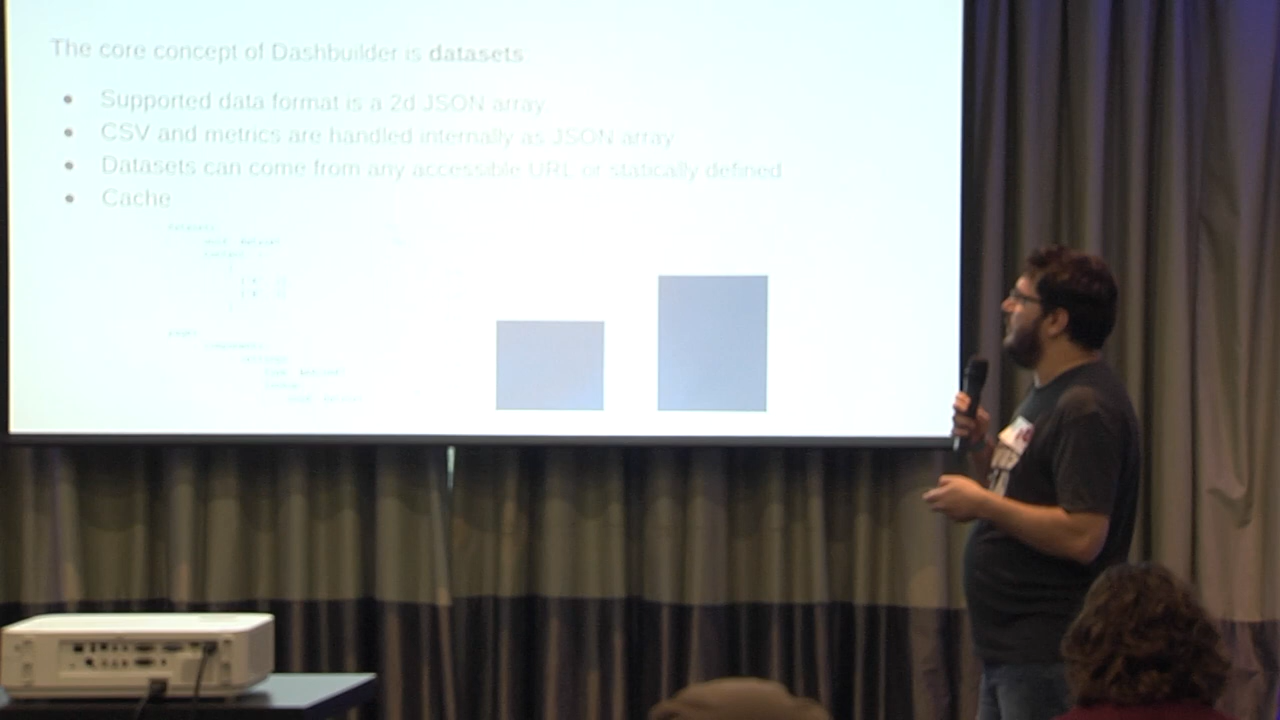 The core concept of Dashbuilder is datasets
Supported data format is a 2d JSON array
CSV and metrics are handled internally as JSON array
Datasets can come from any accessible URL or statically defined
Cache